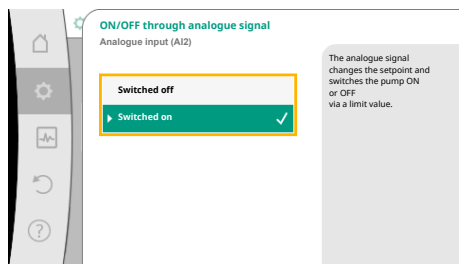 ON/OFF through analogue signal
Analogue input (AI2)
Switched off
Switched on
The analogue signal
changes the setpoint and
switches the pump ON
or OFF
via a limit value.
?